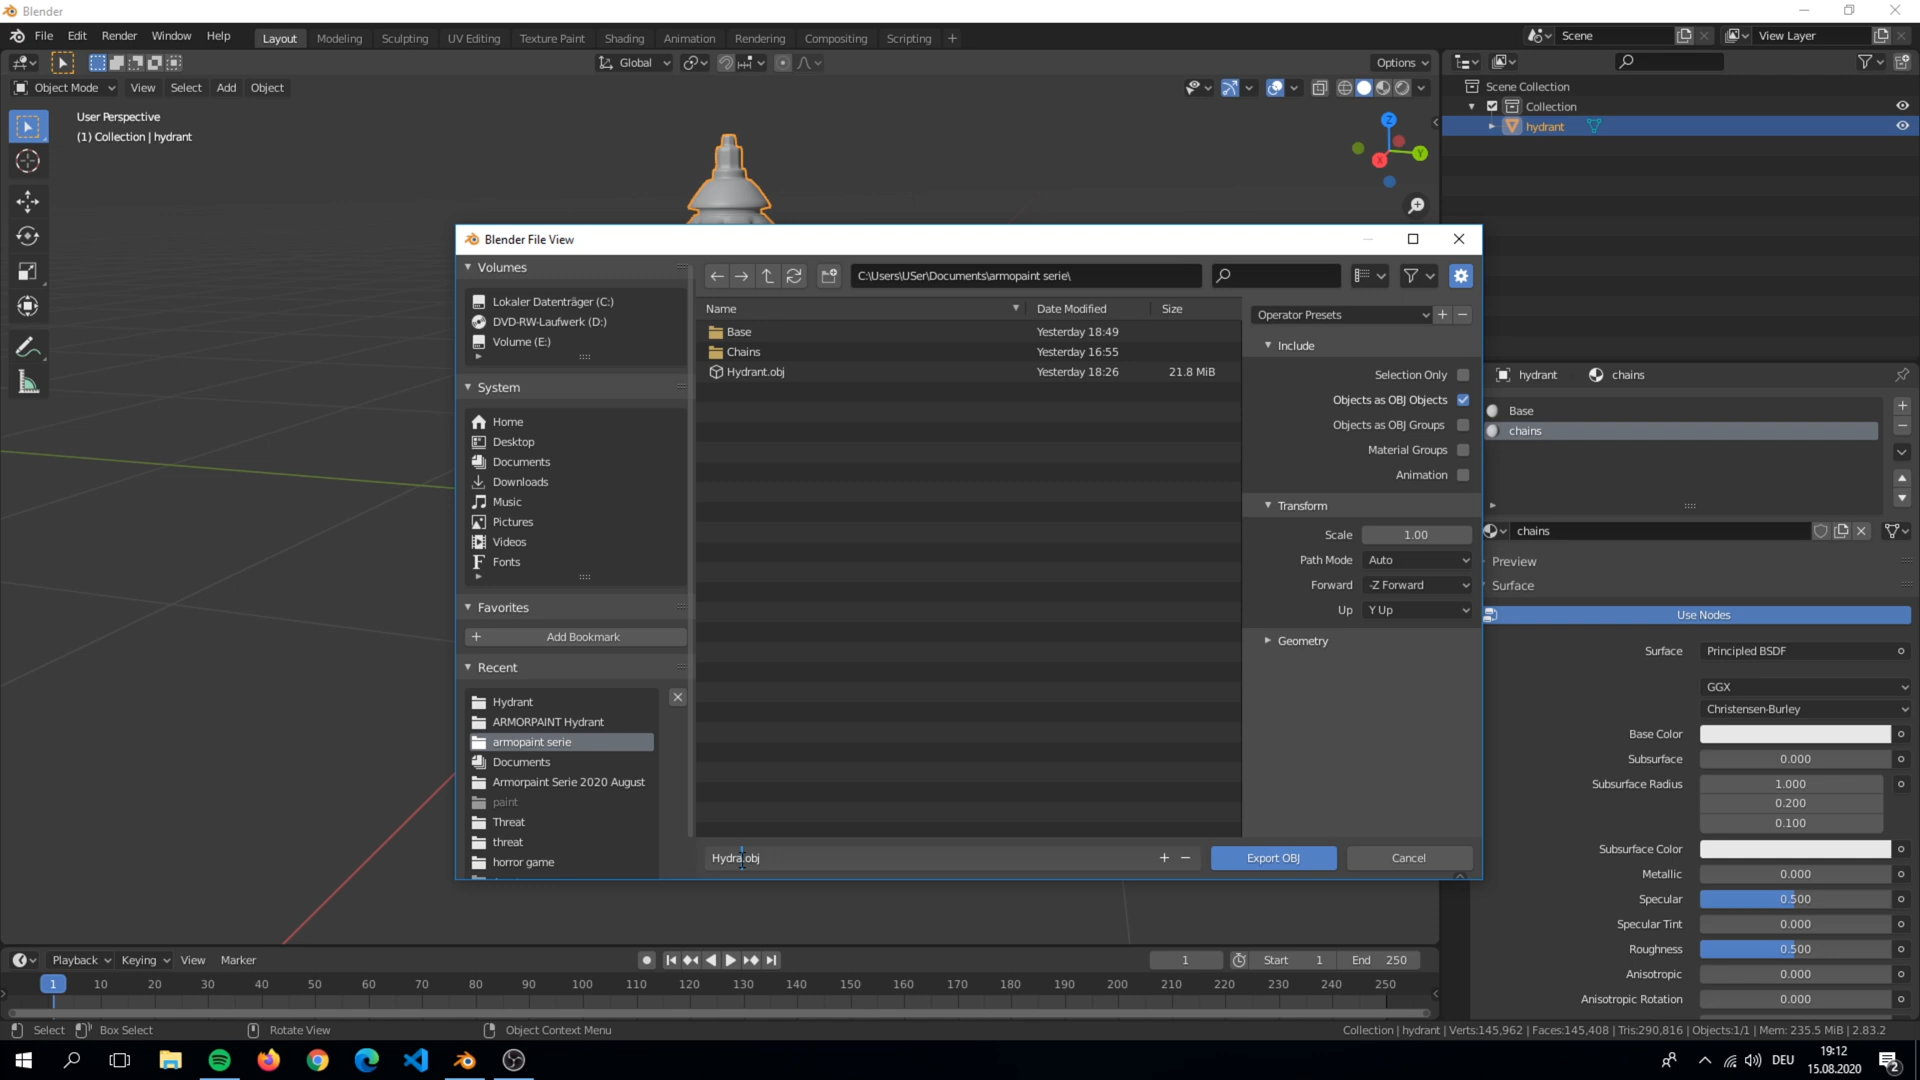 Blender
File Edit Render Window Help Layout Modeling Sculpting UV Editing Texture Paint Shading Animation Rendering Compositing Scripting + Scene View Layer
Global Options
Object Mode View Select Add Object
User Perspective
(1) Collection | hydrant
Z
Y
X
Scene Collection
Collection
hydrant
Blender File View
Volumes
Lokaler Datenträger (C:)
DVD-RW-Laufwerk (D:)
Volume (E:)
System
Home
Desktop
Documents
Downloads
Music
Pictures
Videos
Fonts
Favorites
Add Bookmark
Recent
Hydrant
ARMORPAINT Hydrant
armopaint serie
Documents
Armorpaint Serie 2020 August
paint
Threat
threat
horror game
C:\Users\USer\Documents\armopaint serie\
Name Date Modified Size
Base Yesterday 18:49
Chains Yesterday 16:55
Hydrant.obj Yesterday 18:26 21.8 MiB
Operator Presets
Include
Selection Only
Objects as OBJ Objects
Objects as OBJ Groups
Material Groups
Animation
Transform
Scale 1.00
Path Mode Auto
Forward -Z Forward
Up Y Up
Geometry
Hydra.obj
Export OBJ
Cancel
hydrant chains
Base
chains
chains
Preview
Surface
Use Nodes
Surface Principled BSDF
GGX
Christensen-Burley
Base Color
Subsurface 0.000
Subsurface Radius 1.000
0.200
0.100
Subsurface Color
Metallic 0.000
Specular 0.500
Specular Tint 0.000
Roughness 0.500
Anisotropic 0.000
Anisotropic Rotation 0.000
Playback Keying View Marker 1 Start 1 End 250
1 10 20 30 40 50 60 70 80 90 100 110 120 130 140 150 160 170 180 190 200 210 220 230 240 250
Select Box Select Rotate View Object Context Menu Collection | hydrant | Verts:145,962 | Faces:145,408 | Tris:290,816 | Objects:1/1 | Mem: 235.5 MiB | 2.83.2
DEU
19:12
15.08.2020
2